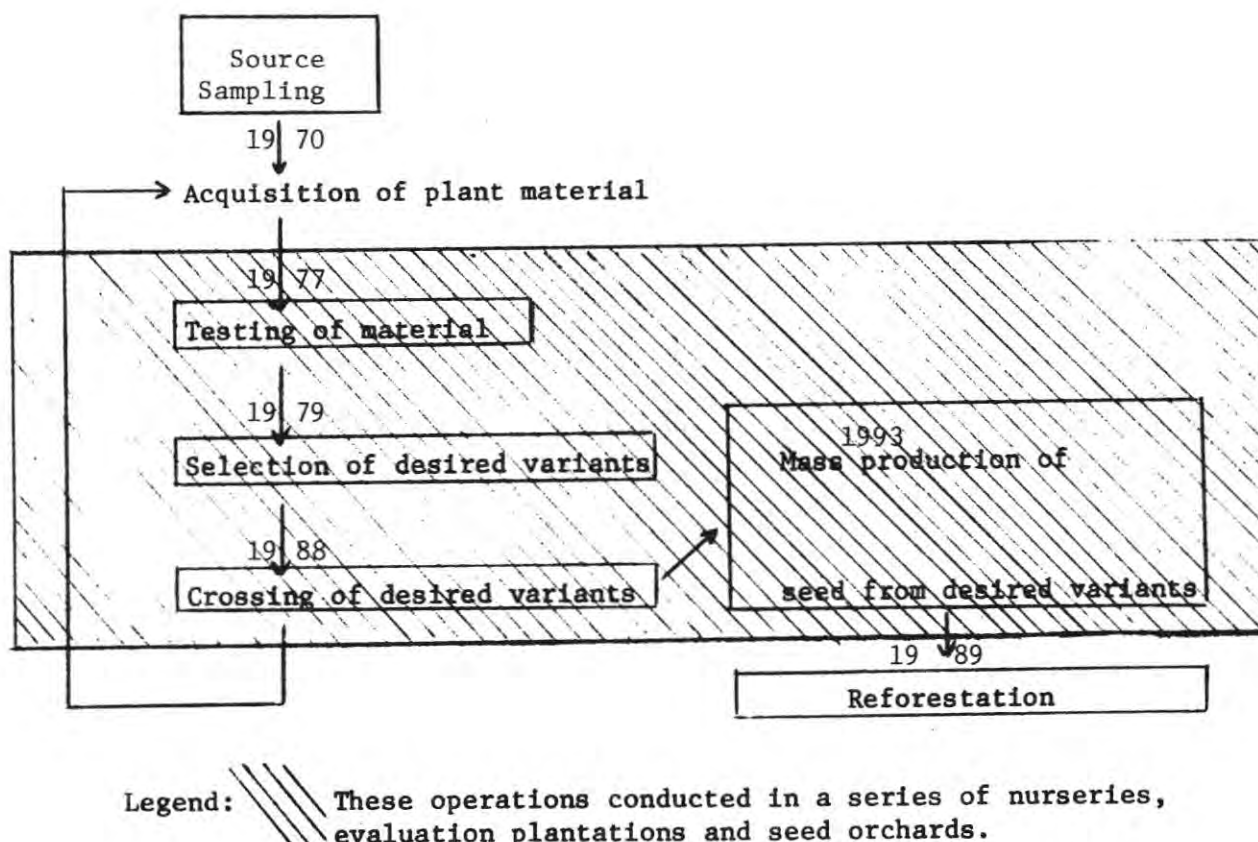 Source
Sampling
19 70
Acquisition of plant material
19 77
Testing of material
19 79
Selection of desired variants
19 88
Crossing of desired variants
1993
Mass production of
seed from desired variants
19 89
Reforestation
Legend: These operations conducted in a series of nurseries,
evaluation plantations and seed orchards.